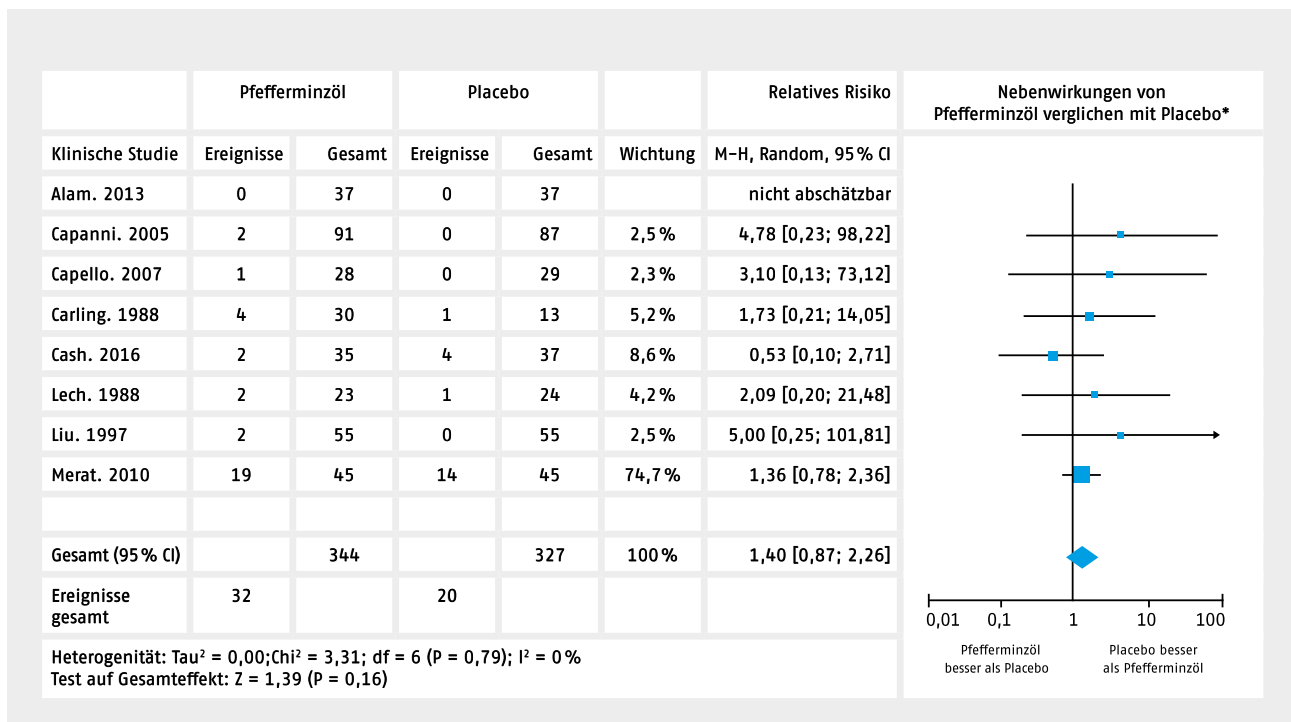 Pfefferminzöl Placebo Relatives Risiko Nebenwirkungen von
Pfefferminzöl verglichen mit Placebo*
Klinische Studie Ereignisse Gesamt Ereignisse Gesamt Wichtung M-H, Random, 95 % CI
Alam. 2013 0 37 0 37 nicht abschätzbar
Capanni. 2005 2 91 0 87 2,5 % 4,78 [0,23; 98,22]
Capello. 2007 1 28 0 29 2,3 % 3,10 [0,13; 73,12]
Carling. 1988 4 30 1 13 5,2 % 1,73 [0,21; 14,05]
Cash. 2016 2 35 4 37 8,6 % 0,53 [0,10; 2,71]
Lech. 1988 2 23 1 24 4,2 % 2,09 [0,20; 21,48]
Liu. 1997 2 55 0 55 2,5 % 5,00 [0,25; 101,81]
Merat. 2010 19 45 14 45 74,7 % 1,36 [0,78; 2,36]
Gesamt (95 % CI) 344 327 100 % 1,40 [0,87; 2,26]
Ereignisse 32 20
gesamt
Heterogenität: Tau² = 0,00;Chi² = 3,31; df = 6 (P = 0,79); I² = 0 %
Test auf Gesamteffekt: Z = 1,39 (P = 0,16)
0,01 0,1 1 10 100
Pfefferminzöl
besser als Placebo
Placebo besser
als Pfefferminzöl